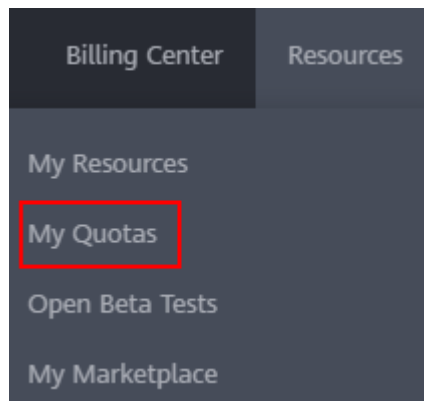 Billing Center Resources
My Resources
My Quotas
Open Beta Tests
My Marketplace